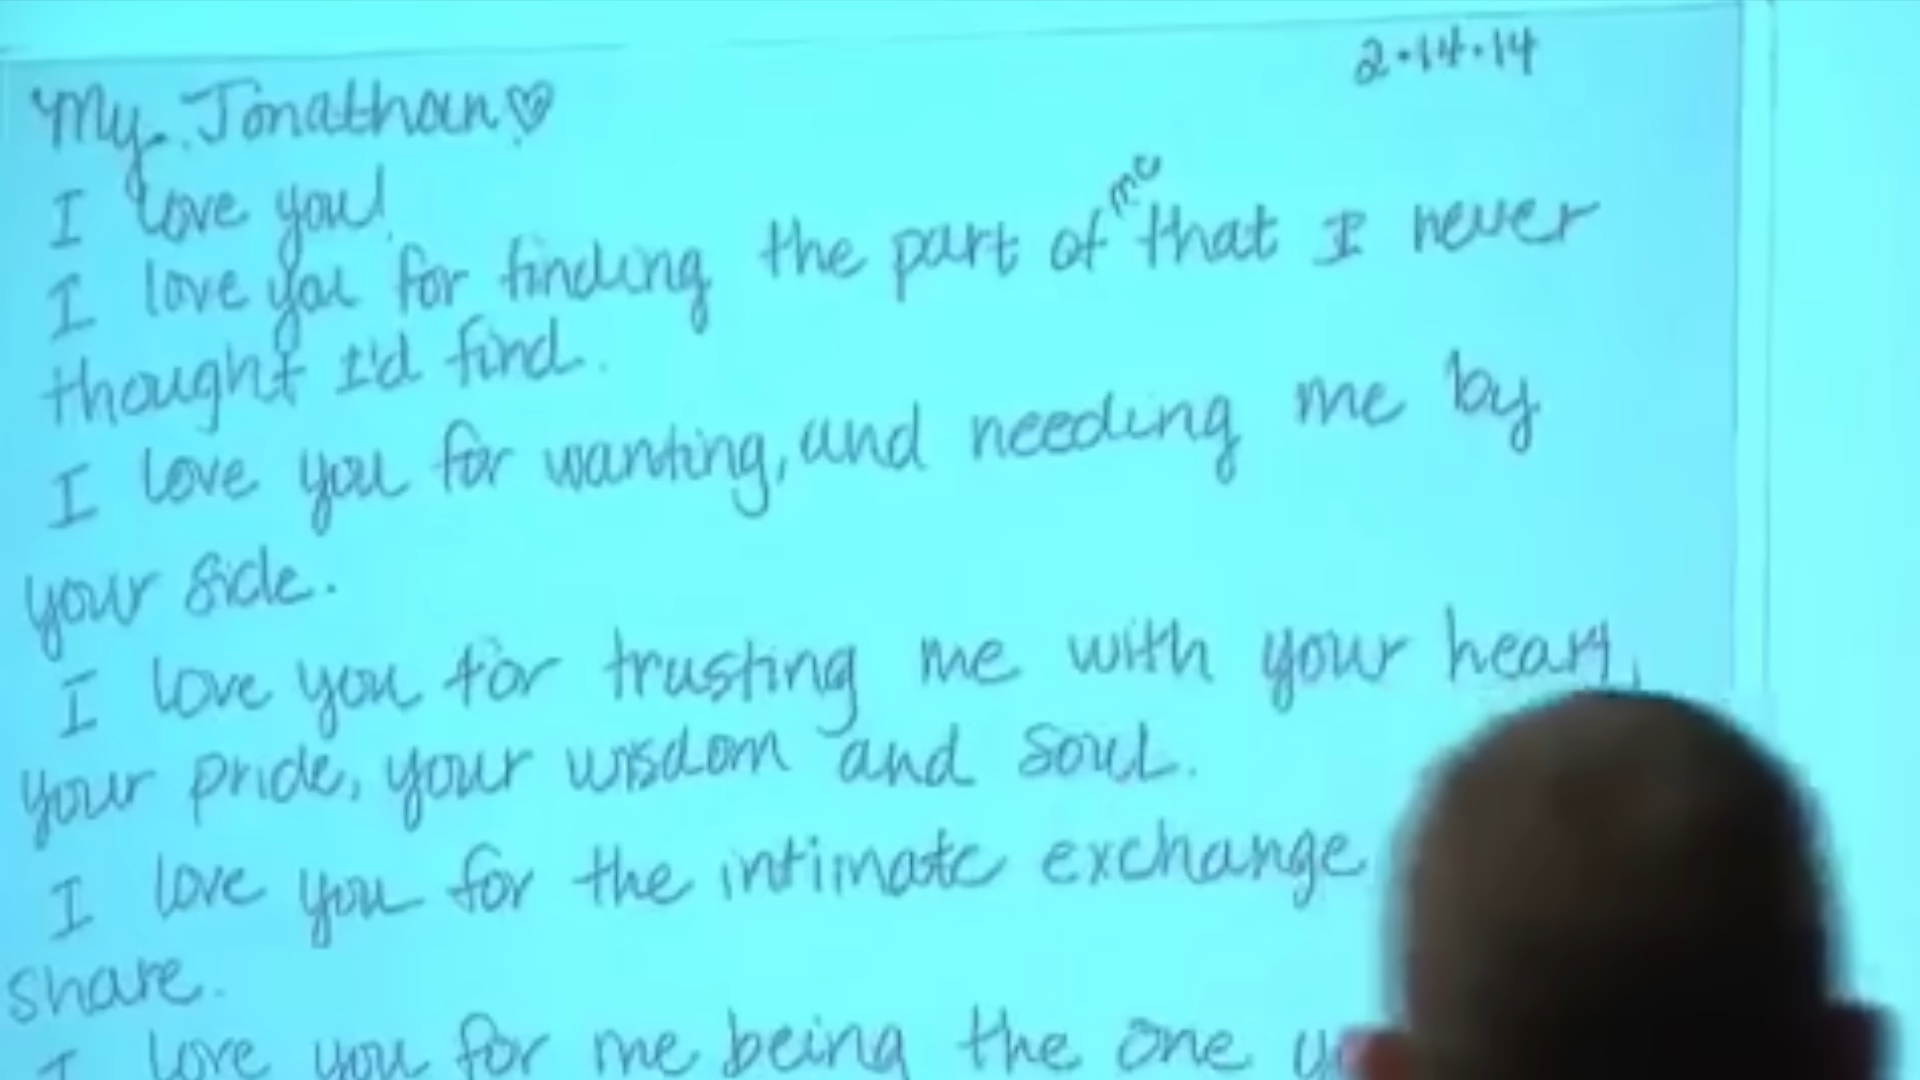 2.14.14
My Jonathan♡
I love you!
I love you for finding the part of me that I never
thought I'd find.
I love you for wanting, and needing me by
your side.
I love you for trusting me with your heart,
your pride, your wisdom and soul.
I love you for the intimate exchange
share.
I love you for me being the one